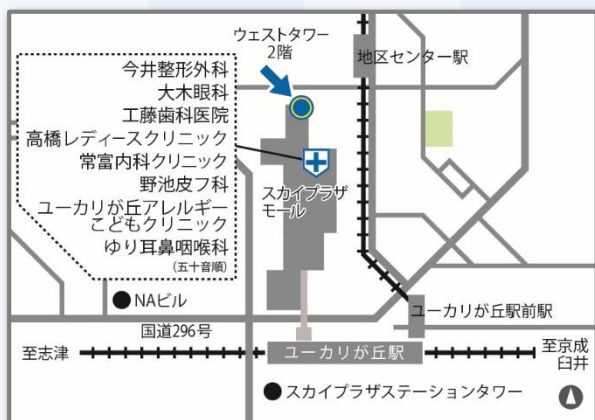 ウェストタワー
2階
地区センター駅
今井整形外科
大木眼科
工藤歯科医院
高橋レディースクリニック
常富内科クリニック
野池皮フ科
ユーカリが丘アレルギー
こどもクリニック
ゆり耳鼻咽喉科
(五十音順)
スカイプラザ
モール
NAビル
国道296号
ユーカリが丘駅前駅
至志津
ユーカリが丘駅
至京成
臼井
スカイプラザステーションタワー